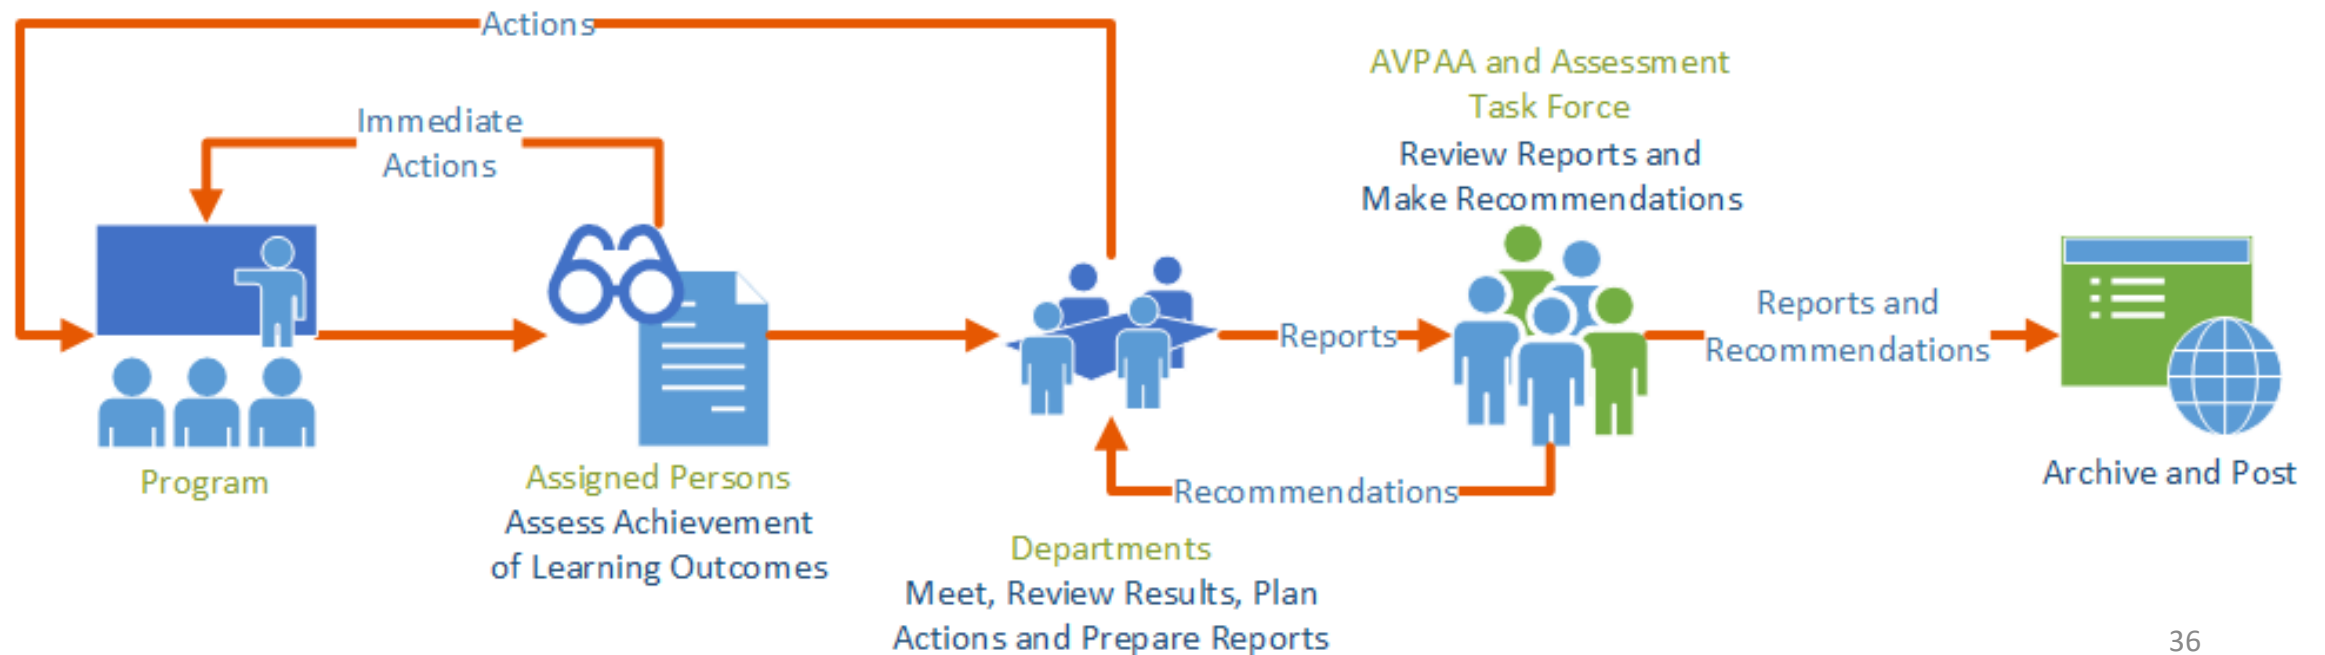 Actions
Immediate
Actions
AVPAA and Assessment
Task Force
Review Reports and
Make Recommendations
Reports
Reports and
Recommendations
Recommendations
Program
Assigned Persons
Assess Achievement
of Learning Outcomes
Departments
Meet, Review Results, Plan
Actions and Prepare Reports
Archive and Post
36